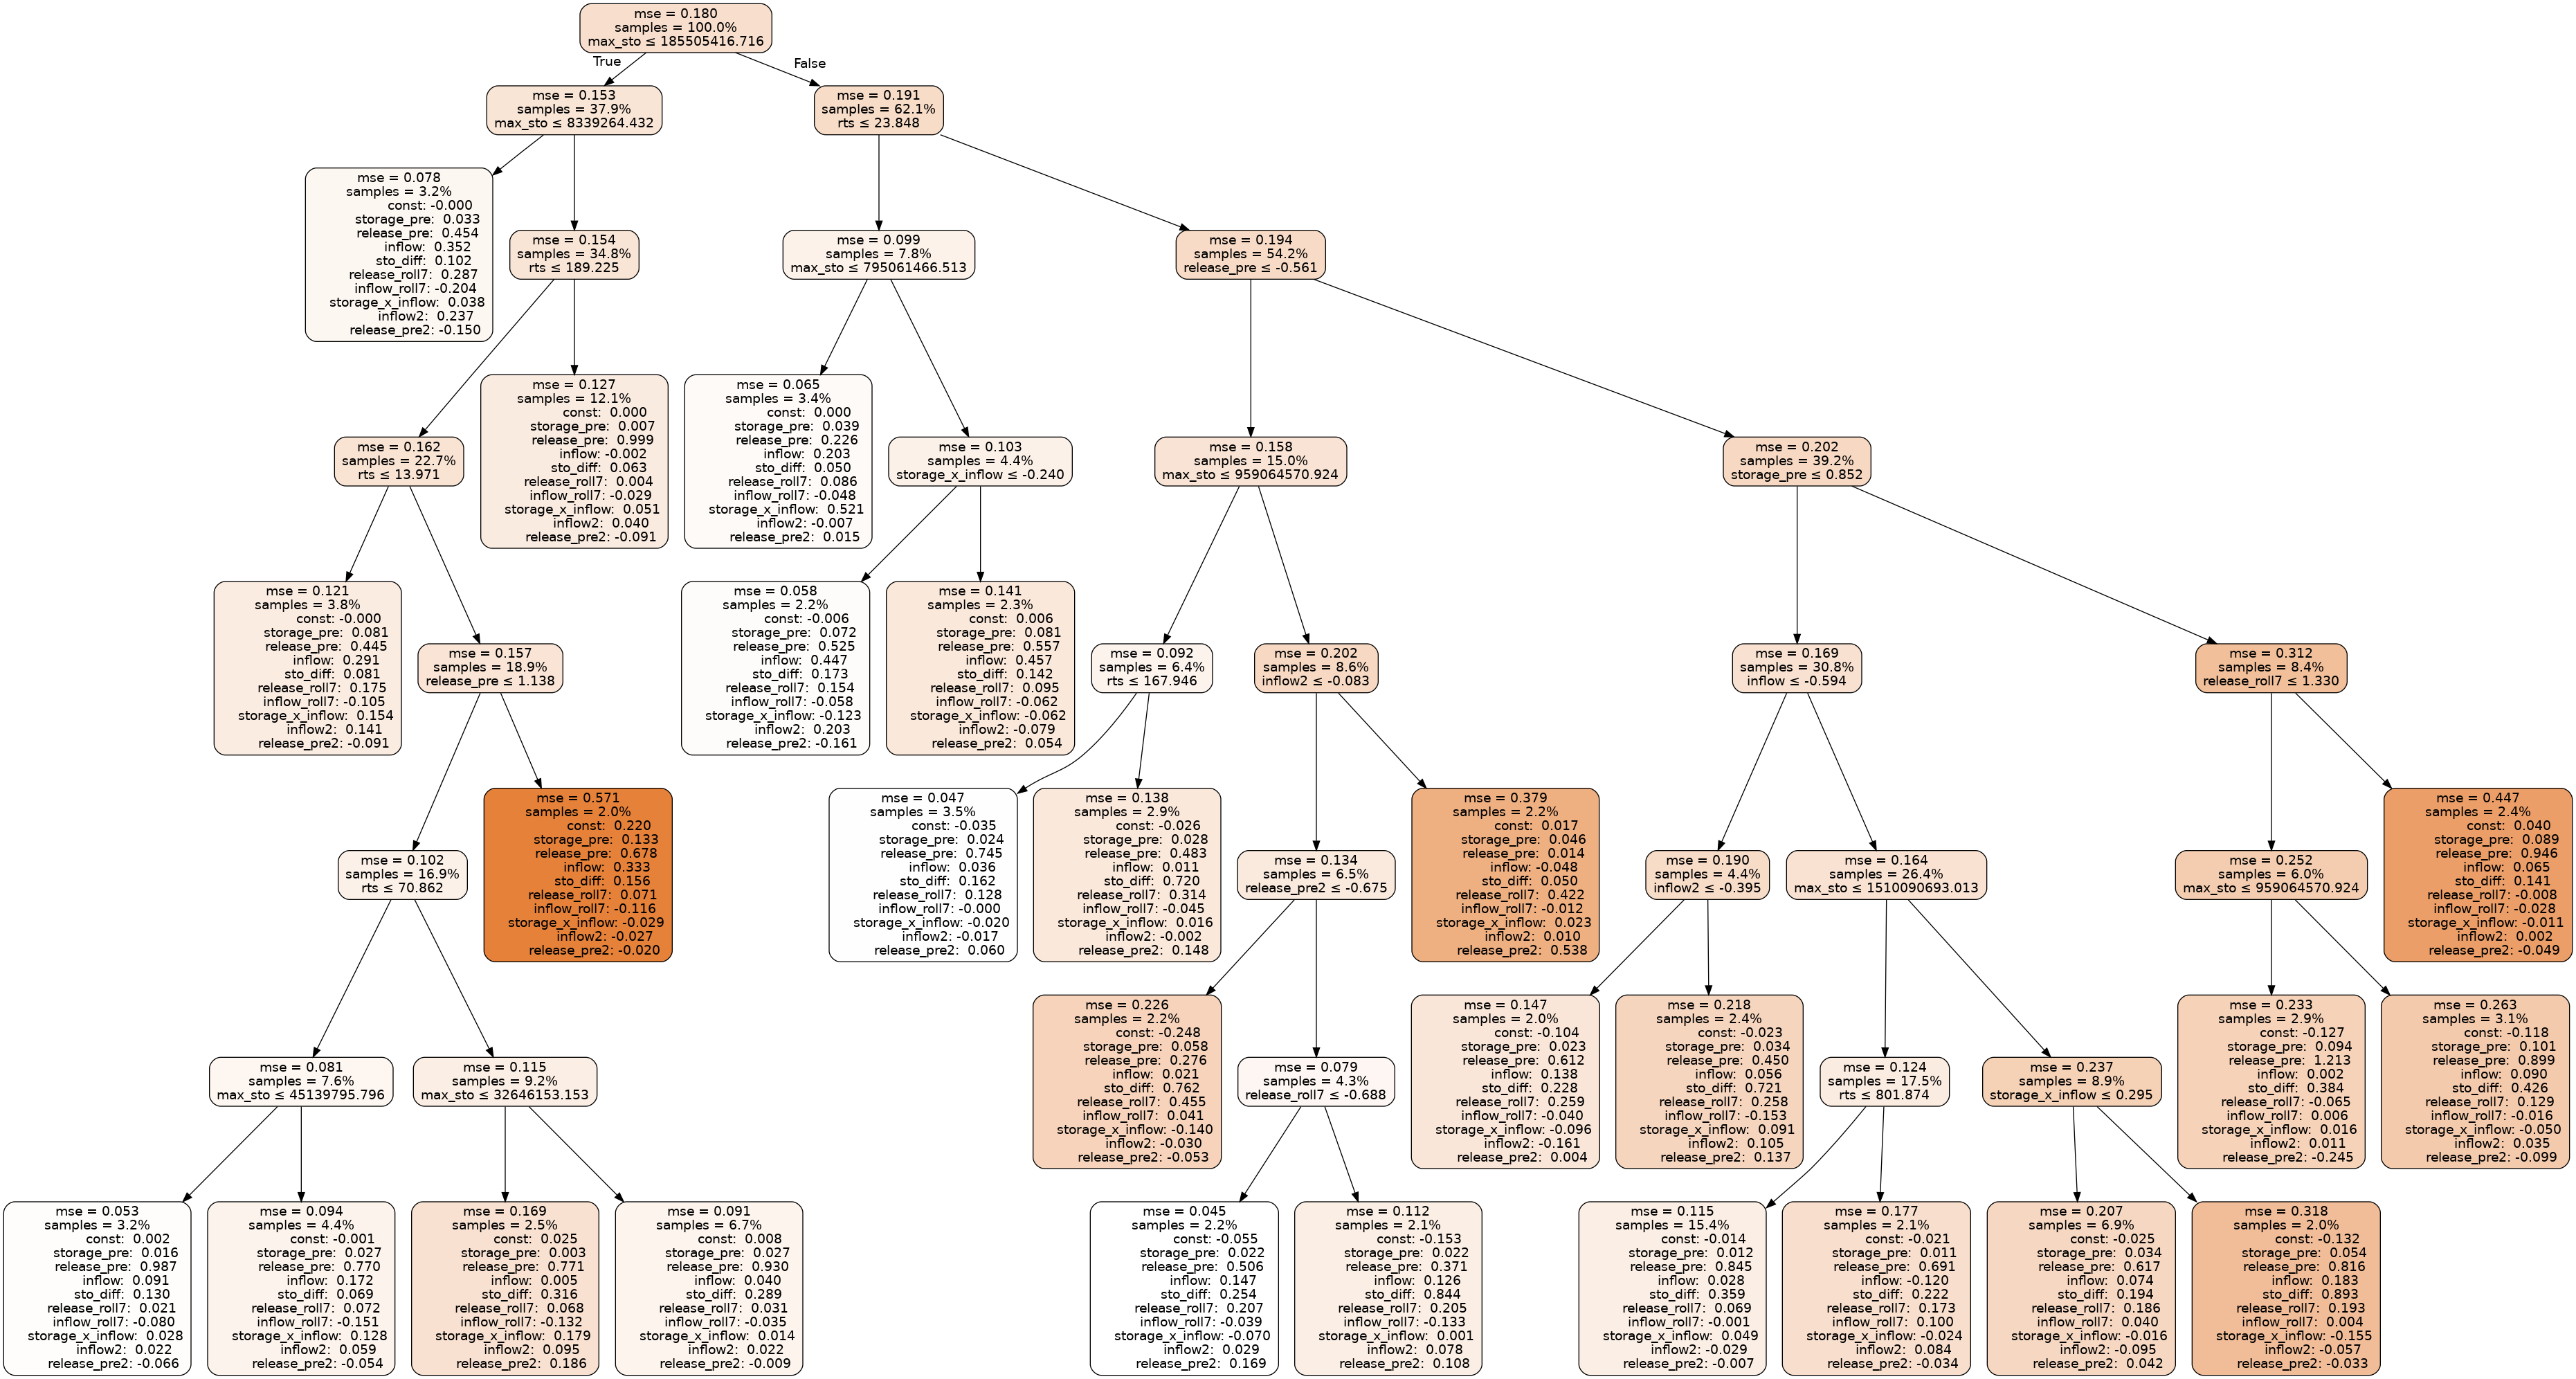 mse = 0.180
samples = 100.0%
max_sto ≤ 185505416.716
True
False
mse = 0.153
samples = 37.9%
max_sto ≤ 8339264.432
mse = 0.191
samples = 62.1%
rts ≤ 23.848
mse = 0.078
samples = 3.2%
const: -0.000
storage_pre: 0.033
release_pre: 0.454
inflow: 0.352
sto_diff: 0.102
release_roll7: 0.287
inflow_roll7: -0.204
storage_x_inflow: 0.038
inflow2: 0.237
release_pre2: -0.150
mse = 0.154
samples = 34.8%
rts ≤ 189.225
mse = 0.099
samples = 7.8%
max_sto ≤ 795061466.513
mse = 0.194
samples = 54.2%
release_pre ≤ -0.561
mse = 0.162
samples = 22.7%
rts ≤ 13.971
mse = 0.127
samples = 12.1%
const: 0.000
storage_pre: 0.007
release_pre: 0.999
inflow: -0.002
sto_diff: 0.063
release_roll7: 0.004
inflow_roll7: -0.029
storage_x_inflow: 0.051
inflow2: 0.040
release_pre2: -0.091
mse = 0.065
samples = 3.4%
const: 0.000
storage_pre: 0.039
release_pre: 0.226
inflow: 0.203
sto_diff: 0.050
release_roll7: 0.086
inflow_roll7: -0.048
storage_x_inflow: 0.521
inflow2: -0.007
release_pre2: 0.015
mse = 0.103
samples = 4.4%
storage_x_inflow ≤ -0.240
mse = 0.158
samples = 15.0%
max_sto ≤ 959064570.924
mse = 0.202
samples = 39.2%
storage_pre ≤ 0.852
mse = 0.121
samples = 3.8%
const: -0.000
storage_pre: 0.081
release_pre: 0.445
inflow: 0.291
sto_diff: 0.081
release_roll7: 0.175
inflow_roll7: -0.105
storage_x_inflow: 0.154
inflow2: 0.141
release_pre2: -0.091
mse = 0.157
samples = 18.9%
release_pre ≤ 1.138
mse = 0.058
samples = 2.2%
const: -0.006
storage_pre: 0.072
release_pre: 0.525
inflow: 0.447
sto_diff: 0.173
release_roll7: 0.154
inflow_roll7: -0.058
storage_x_inflow: -0.123
inflow2: 0.203
release_pre2: -0.161
mse = 0.141
samples = 2.3%
const: 0.006
storage_pre: 0.081
release_pre: 0.557
inflow: 0.457
sto_diff: 0.142
release_roll7: 0.095
inflow_roll7: -0.062
storage_x_inflow: -0.062
inflow2: -0.079
release_pre2: 0.054
mse = 0.092
samples = 6.4%
rts ≤ 167.946
mse = 0.202
samples = 8.6%
inflow2 ≤ -0.083
mse = 0.169
samples = 30.8%
inflow ≤ -0.594
mse = 0.312
samples = 8.4%
release_roll7 ≤ 1.330
mse = 0.102
samples = 16.9%
rts ≤ 70.862
mse = 0.571
samples = 2.0%
const: 0.220
storage_pre: 0.133
release_pre: 0.678
inflow: 0.333
sto_diff: 0.156
release_roll7: 0.071
inflow_roll7: -0.116
storage_x_inflow: -0.029
inflow2: -0.027
release_pre2: -0.020
mse = 0.047
samples = 3.5%
const: -0.035
storage_pre: 0.024
release_pre: 0.745
inflow: 0.036
sto_diff: 0.162
release_roll7: 0.128
inflow_roll7: -0.000
storage_x_inflow: -0.020
inflow2: -0.017
release_pre2: 0.060
mse = 0.138
samples = 2.9%
const: -0.026
storage_pre: 0.028
release_pre: 0.483
inflow: 0.011
sto_diff: 0.720
release_roll7: 0.314
inflow_roll7: -0.045
storage_x_inflow: 0.016
inflow2: -0.002
release_pre2: 0.148
mse = 0.134
samples = 6.5%
release_pre2 ≤ -0.675
mse = 0.379
samples = 2.2%
const: 0.017
storage_pre: 0.046
release_pre: 0.014
inflow: -0.048
sto_diff: 0.050
release_roll7: 0.422
inflow_roll7: -0.012
storage_x_inflow: 0.023
inflow2: 0.010
release_pre2: 0.538
mse = 0.190
samples = 4.4%
inflow2 ≤ -0.395
mse = 0.164
samples = 26.4%
max_sto ≤ 1510090693.013
mse = 0.252
samples = 6.0%
max_sto ≤ 959064570.924
mse = 0.447
samples = 2.4%
const: 0.040
storage_pre: 0.089
release_pre: 0.946
inflow: 0.065
sto_diff: 0.141
release_roll7: -0.008
inflow_roll7: -0.028
storage_x_inflow: -0.011
inflow2: 0.002
release_pre2: -0.049
mse = 0.081
samples = 7.6%
max_sto ≤ 45139795.796
mse = 0.115
samples = 9.2%
max_sto ≤ 32646153.153
mse = 0.226
samples = 2.2%
const: -0.248
storage_pre: 0.058
release_pre: 0.276
inflow: 0.021
sto_diff: 0.762
release_roll7: 0.455
inflow_roll7: 0.041
storage_x_inflow: -0.140
inflow2: -0.030
release_pre2: -0.053
mse = 0.079
samples = 4.3%
release_roll7 ≤ -0.688
mse = 0.147
samples = 2.0%
const: -0.104
storage_pre: 0.023
release_pre: 0.612
inflow: 0.138
sto_diff: 0.228
release_roll7: 0.259
inflow_roll7: -0.040
storage_x_inflow: -0.096
inflow2: -0.161
release_pre2: 0.004
mse = 0.218
samples = 2.4%
const: -0.023
storage_pre: 0.034
release_pre: 0.450
inflow: 0.056
sto_diff: 0.721
release_roll7: 0.258
inflow_roll7: -0.153
storage_x_inflow: 0.091
inflow2: 0.105
release_pre2: 0.137
mse = 0.124
samples = 17.5%
rts ≤ 801.874
mse = 0.237
samples = 8.9%
storage_x_inflow ≤ 0.295
mse = 0.233
samples = 2.9%
const: -0.127
storage_pre: 0.094
release_pre: 1.213
inflow: 0.002
sto_diff: 0.384
release_roll7: -0.065
inflow_roll7: 0.006
storage_x_inflow: 0.016
inflow2: 0.011
release_pre2: -0.245
mse = 0.263
samples = 3.1%
const: -0.118
storage_pre: 0.101
release_pre: 0.899
inflow: 0.090
sto_diff: 0.426
release_roll7: 0.129
inflow_roll7: -0.016
storage_x_inflow: -0.050
inflow2: 0.035
release_pre2: -0.099
mse = 0.053
samples = 3.2%
const: 0.002
storage_pre: 0.016
release_pre: 0.987
inflow: 0.091
sto_diff: 0.130
release_roll7: 0.021
inflow_roll7: -0.080
storage_x_inflow: 0.028
inflow2: 0.022
release_pre2: -0.066
mse = 0.094
samples = 4.4%
const: -0.001
storage_pre: 0.027
release_pre: 0.770
inflow: 0.172
sto_diff: 0.069
release_roll7: 0.072
inflow_roll7: -0.151
storage_x_inflow: 0.128
inflow2: 0.059
release_pre2: -0.054
mse = 0.169
samples = 2.5%
const: 0.025
storage_pre: 0.003
release_pre: 0.771
inflow: 0.005
sto_diff: 0.316
release_roll7: 0.068
inflow_roll7: -0.132
storage_x_inflow: 0.179
inflow2: 0.095
release_pre2: 0.186
mse = 0.091
samples = 6.7%
const: 0.008
storage_pre: 0.027
release_pre: 0.930
inflow: 0.040
sto_diff: 0.289
release_roll7: 0.031
inflow_roll7: -0.035
storage_x_inflow: 0.014
inflow2: 0.022
release_pre2: -0.009
mse = 0.045
samples = 2.2%
const: -0.055
storage_pre: 0.022
release_pre: 0.506
inflow: 0.147
sto_diff: 0.254
release_roll7: 0.207
inflow_roll7: -0.039
storage_x_inflow: -0.070
inflow2: 0.029
release_pre2: 0.169
mse = 0.112
samples = 2.1%
const: -0.153
storage_pre: 0.022
release_pre: 0.371
inflow: 0.126
sto_diff: 0.844
release_roll7: 0.205
inflow_roll7: -0.133
storage_x_inflow: 0.001
inflow2: 0.078
release_pre2: 0.108
mse = 0.115
samples = 15.4%
const: -0.014
storage_pre: 0.012
release_pre: 0.845
inflow: 0.028
sto_diff: 0.359
release_roll7: 0.069
inflow_roll7: -0.001
storage_x_inflow: 0.049
inflow2: -0.029
release_pre2: -0.007
mse = 0.177
samples = 2.1%
const: -0.021
storage_pre: 0.011
release_pre: 0.691
inflow: -0.120
sto_diff: 0.222
release_roll7: 0.173
inflow_roll7: 0.100
storage_x_inflow: -0.024
inflow2: 0.084
release_pre2: -0.034
mse = 0.207
samples = 6.9%
const: -0.025
storage_pre: 0.034
release_pre: 0.617
inflow: 0.074
sto_diff: 0.194
release_roll7: 0.186
inflow_roll7: 0.040
storage_x_inflow: -0.016
inflow2: -0.095
release_pre2: 0.042
mse = 0.318
samples = 2.0%
const: -0.132
storage_pre: 0.054
release_pre: 0.816
inflow: 0.183
sto_diff: 0.893
release_roll7: 0.193
inflow_roll7: 0.004
storage_x_inflow: -0.155
inflow2: -0.057
release_pre2: -0.033